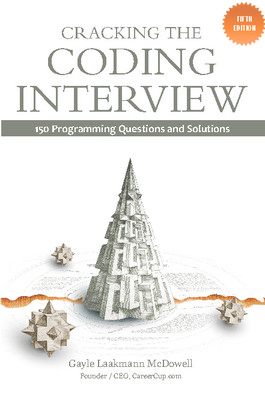 CRACKING THE
CODING
INTERVIEW
FIFTH
EDITION
150 Programming Questions and Solutions
Gayle Laakmann McDowell
Founder / CEO, CareerCup.com